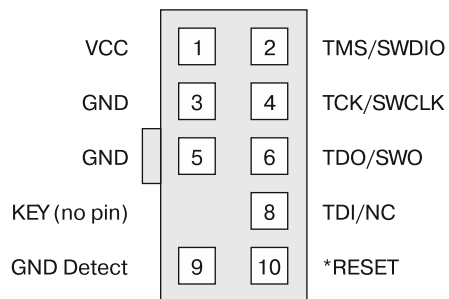 VCC 1 2 TMS/SWDIO
GND 3 4 TCK/SWCLK
GND 5 6 TDO/SWO
KEY (no pin) 8 TDI/NC
GND Detect 9 10 *RESET